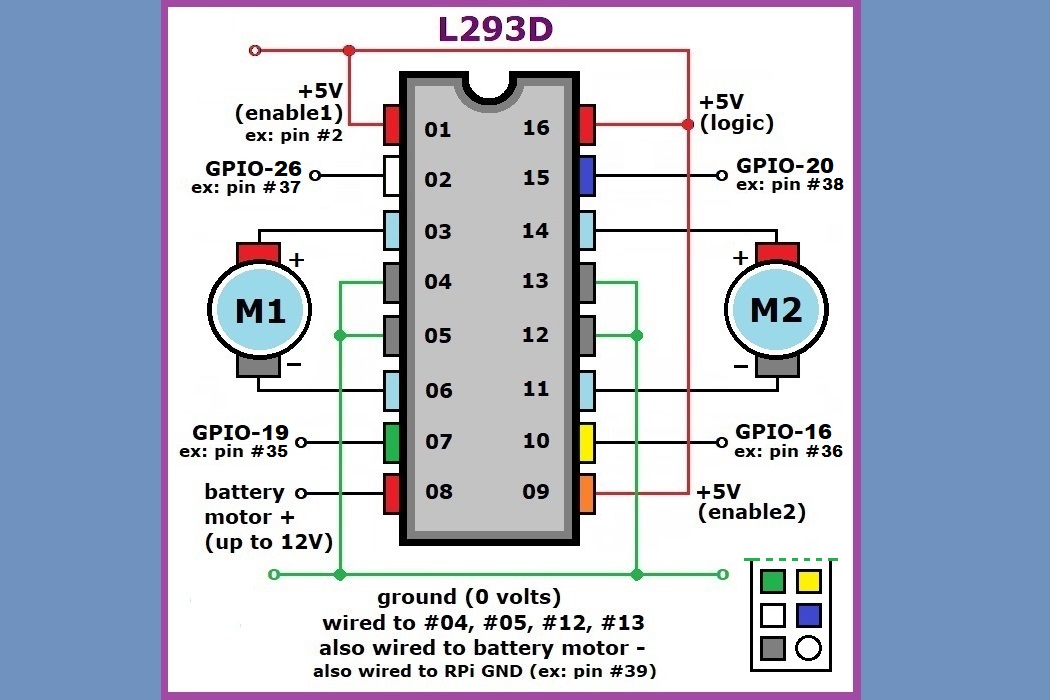 L293D
+5V
(enable1)
ex: pin #2
+5V
(logic)
01
16
GPIO-26
ex: pin #37
02
15
GPIO-20
ex: pin #38
03
14
+
M1
−
+
M2
−
04
13
05
12
06
11
GPIO-19
ex: pin #35
07
10
GPIO-16
ex: pin #36
battery
motor +
(up to 12V)
08
09
+5V
(enable2)
ground (0 volts)
wired to #04, #05, #12, #13
also wired to battery motor -
also wired to RPi GND (ex: pin #39)